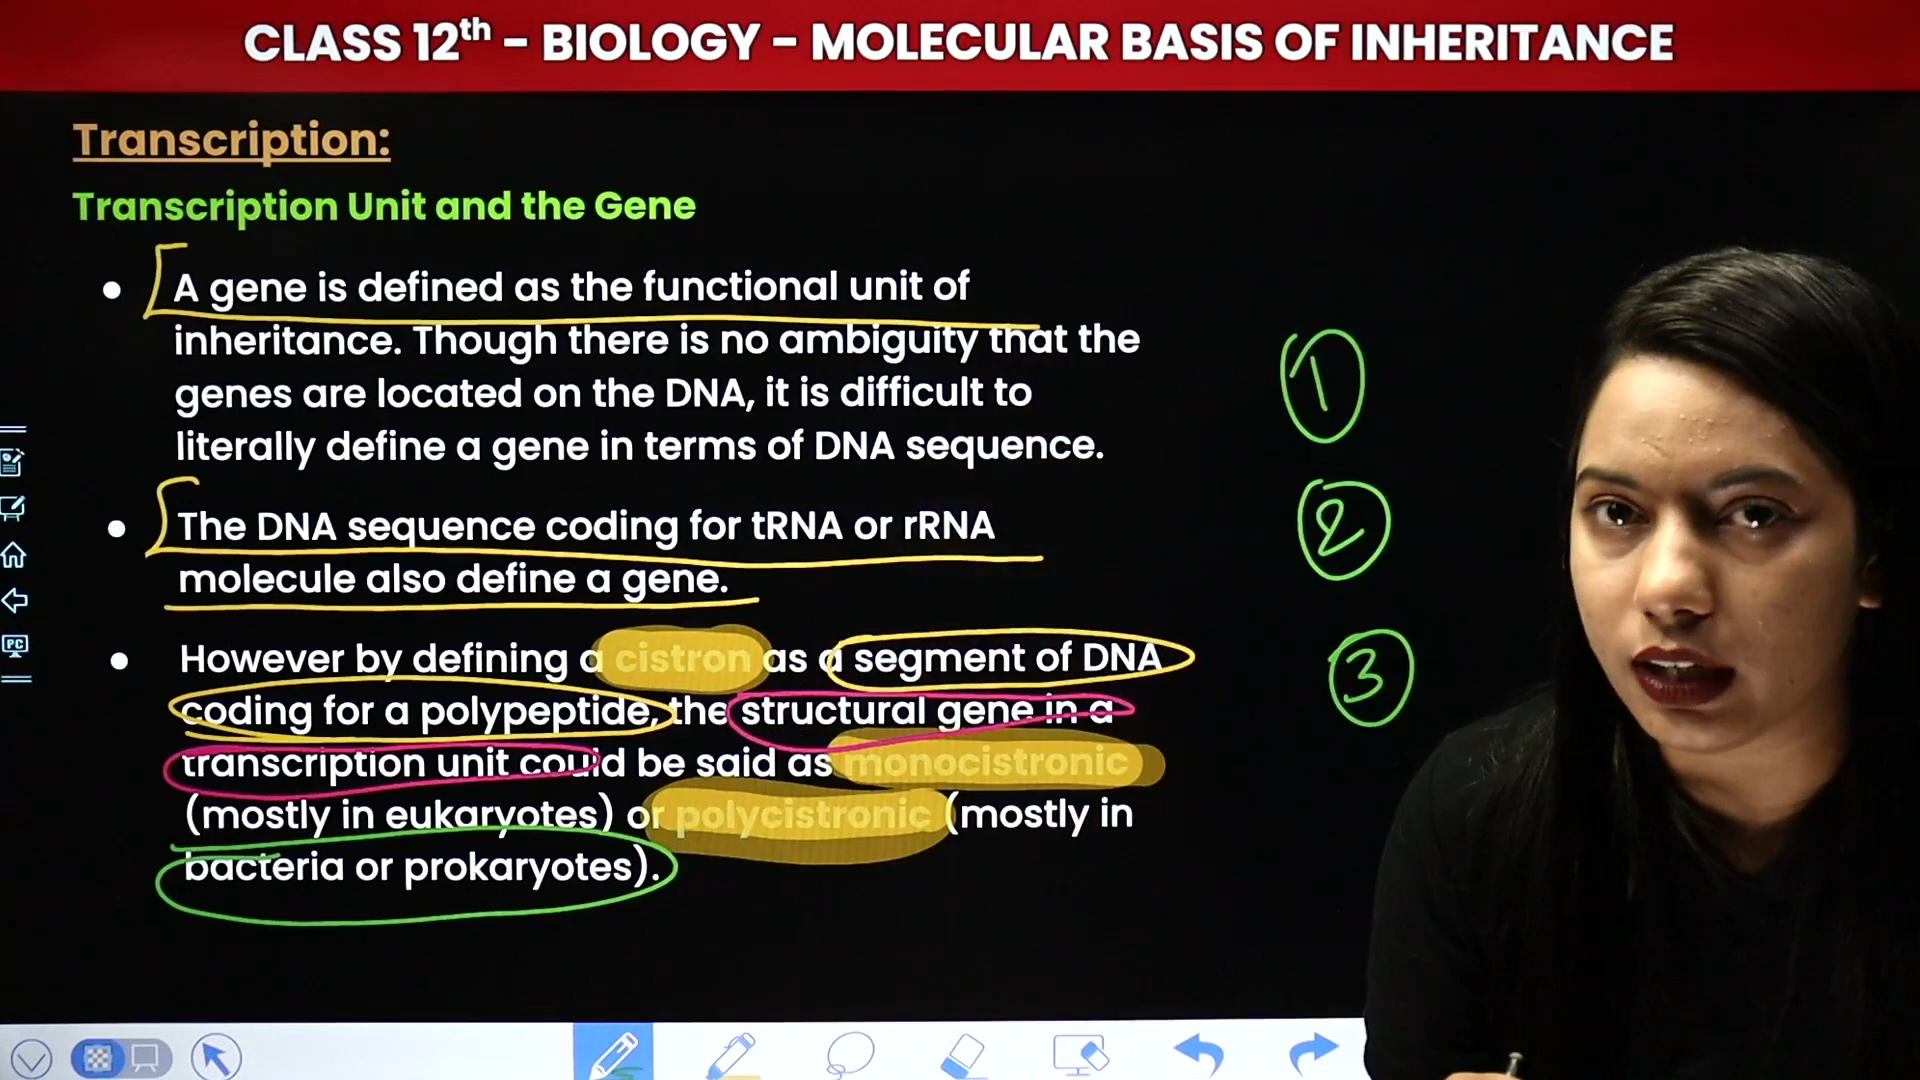 CLASS 12th - BIOLOGY - MOLECULAR BASIS OF INHERITANCE
Transcription:
Transcription Unit and the Gene
• A gene is defined as the functional unit of
inheritance. Though there is no ambiguity that the
genes are located on the DNA, it is difficult to
literally define a gene in terms of DNA sequence.
1
• The DNA sequence coding for tRNA or rRNA
molecule also define a gene.
2
• However by defining a cistron as a segment of DNA
coding for a polypeptide, the structural gene in a
transcription unit could be said as monocistronic
(mostly in eukaryotes) or polycistronic (mostly in
bacteria or prokaryotes).
3
PC